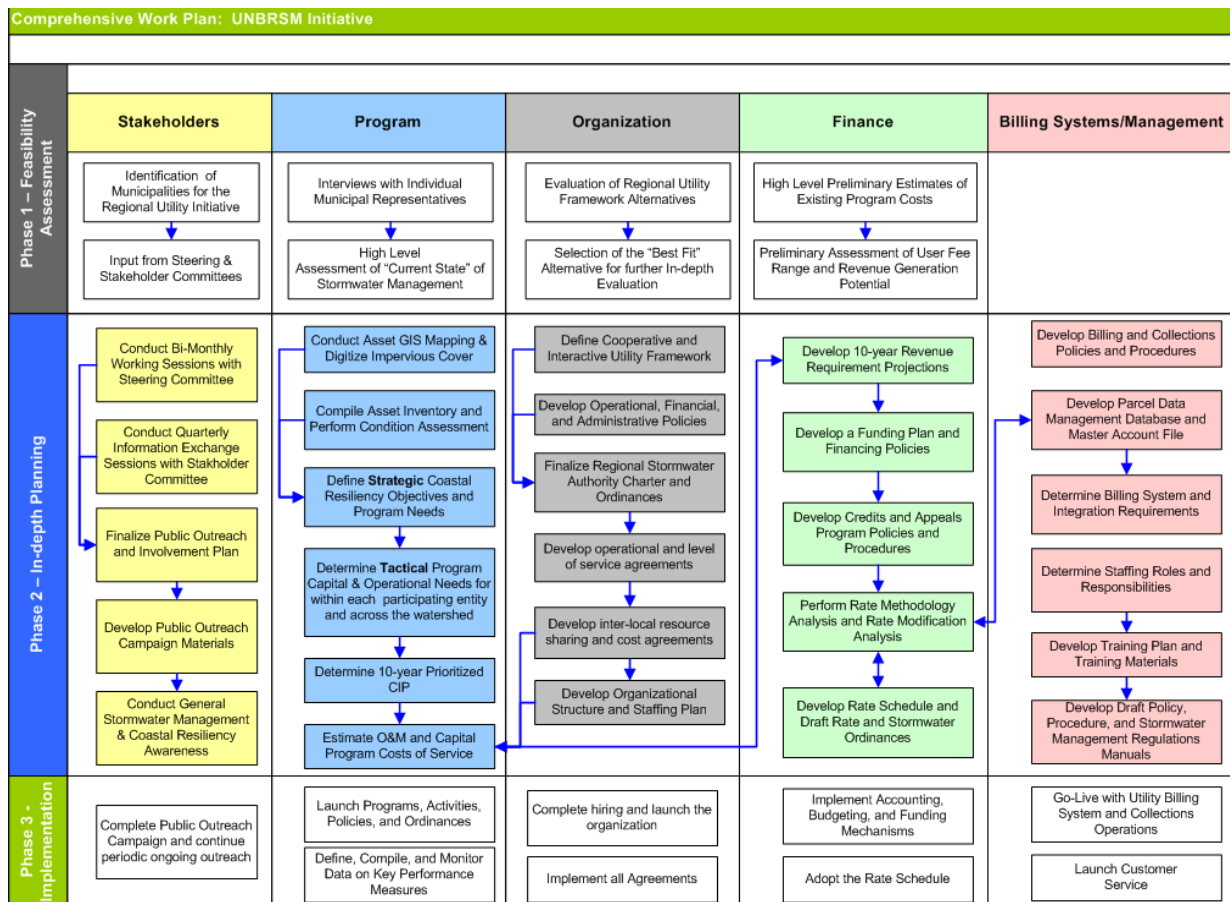 Comprehensive Work Plan: UNBRSM Initiative
Phase 1 – Feasibility
Assessment
Stakeholders
Program
Organization
Finance
Billing Systems/Management
Identification of
Municipalities for the
Regional Utility Initiative
Interviews with Individual
Municipal Representatives
Evaluation of Regional Utility
Framework Alternatives
High Level Preliminary Estimates of
Existing Program Costs
Input from Steering &
Stakeholder Committees
High Level
Assessment of "Current State" of
Stormwater Management
Selection of the "Best Fit"
Alternative for further In-depth
Evaluation
Preliminary Assessment of User Fee
Range and Revenue Generation
Potential
Phase 2 – In-depth Planning
Conduct Bi-Monthly
Working Sessions with
Steering Committee
Conduct Quarterly
Information Exchange
Sessions with Stakholder
Committee
Finalize Public Outreach
and Involvement Plan
Develop Public Outreach
Campaign Materials
Conduct General
Stormwater Management
& Coastal Resiliency
Awareness
Conduct Asset GIS Mapping &
Digitize Impervious Cover
Compile Asset Inventory and
Perform Condition Assessment
Define Strategic Coastal
Resiliency Objectives and
Program Needs
Determine Tactical Program
Capital & Operational Needs for
within each participating entity
and across the watershed
Determine 10-year Prioritized
CIP
Estimate O&M and Capital
Program Costs of Service
Define Cooperative and
Interactive Utility Framework
Develop Operational, Financial,
and Administrative Policies
Finalize Regional Stormwater
Authority Charter and
Ordinances
Develop operational and level
of service agreements
Develop inter-local resource
sharing and cost agreements
Develop Organizational
Structure and Staffing Plan
Develop 10-year Revenue
Requirement Projections
Develop a Funding Plan and
Financing Policies
Develop Credits and Appeals
Program Policies and
Procedures
Perform Rate Methodology
Analysis and Rate Modification
Analysis
Develop Rate Schedule and
Draft Rate and Stormwater
Ordinances
Develop Billing and Collections
Policies and Procedures
Develop Parcel Data
Management Database and
Master Account File
Determine Billing System and
Integration Requirements
Determine Staffing Roles and
Responsibilities
Develop Training Plan and
Training Materials
Develop Draft Policy,
Procedure, and Stormwater
Management Regulations
Manuals
Phase 3 -
Implementation
Complete Public Outreach
Campaign and continue
periodic ongoing outreach
Launch Programs, Activities,
Policies, and Ordinances
Define, Compile, and Monitor
Data on Key Performance
Measures
Complete hiring and launch the
organization
Implement all Agreements
Implement Accounting,
Budgeting, and Funding
Mechanisms
Adopt the Rate Schedule
Go-Live with Utility Billing
System and Collections
Operations
Launch Customer
Service